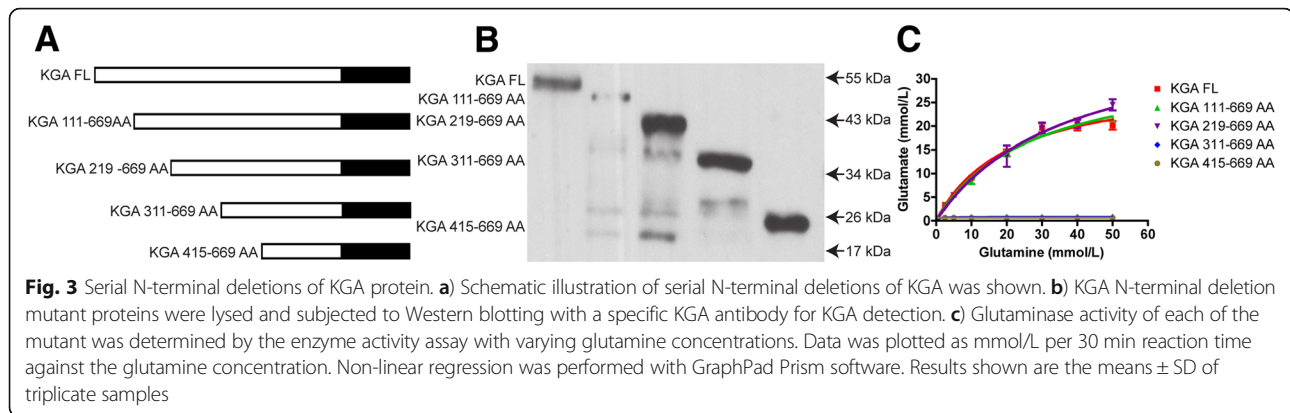 A
KGA FL
KGA 111-669AA
KGA 219 -669 AA
KGA 311-669 AA
KGA 415-669 AA
B
KGA FL
KGA 111-669 AA
KGA 219-669 AA
KGA 311-669 AA
KGA 415-669 AA
55 kDa
43 kDa
34 kDa
26 kDa
17 kDa
C
Glutamate (mmol/L)
30
25
20
15
10
5
0
0 10 20 30 40 50 60
Glutamine (mmol/L)
KGA FL
KGA 111-669 AA
KGA 219-669 AA
KGA 311-669 AA
KGA 415-669 AA
Fig. 3 Serial N-terminal deletions of KGA protein. a) Schematic illustration of serial N-terminal deletions of KGA was shown. b) KGA N-terminal deletion
mutant proteins were lysed and subjected to Western blotting with a specific KGA antibody for KGA detection. c) Glutaminase activity of each of the
mutant was determined by the enzyme activity assay with varying glutamine concentrations. Data was plotted as mmol/L per 30 min reaction time
against the glutamine concentration. Non-linear regression was performed with GraphPad Prism software. Results shown are the means ± SD of
triplicate samples